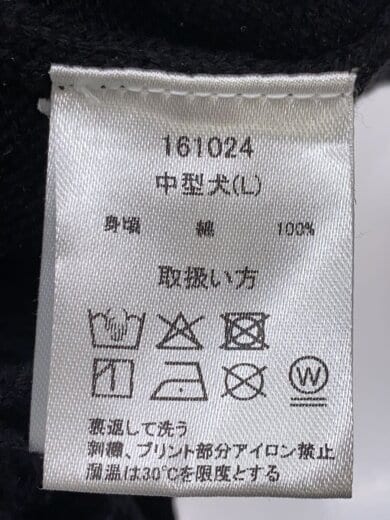 161024
中型犬(L)
身頃 綿 100%
取扱い方
W
裏返して洗う
刺繍、プリント部分アイロン禁止
液温は30℃を限度とする